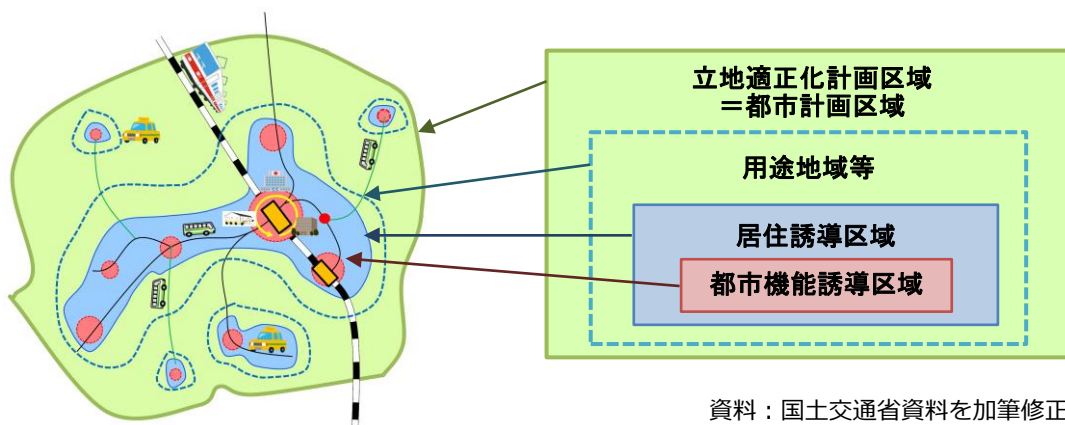 立地適正化計画区域
＝都市計画区域
用途地域等
居住誘導区域
都市機能誘導区域
資料：国土交通省資料を加筆修正